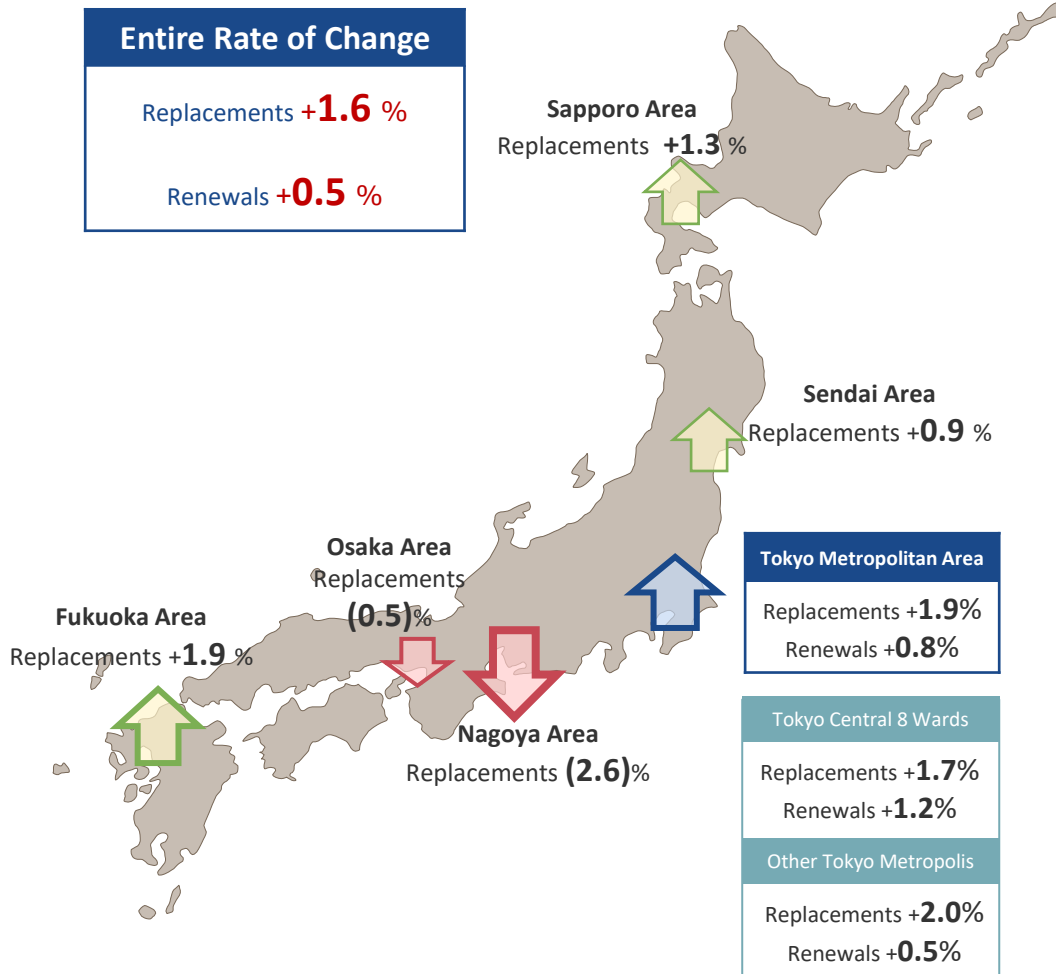 Entire Rate of Change
Replacements +1.6 %
Renewals +0.5 %
Sapporo Area
Replacements +1.3 %
Sendai Area
Replacements +0.9 %
Osaka Area
Replacements
(0.5)%
Fukuoka Area
Replacements +1.9 %
Nagoya Area
Replacements (2.6)%
Tokyo Metropolitan Area
Replacements +1.9%
Renewals +0.8%
Tokyo Central 8 Wards
Replacements +1.7%
Renewals +1.2%
Other Tokyo Metropolis
Replacements +2.0%
Renewals +0.5%